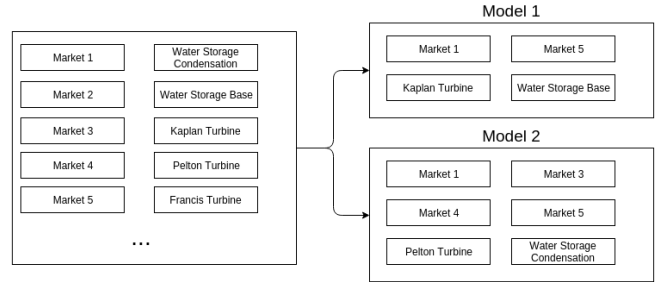 Model 1
Market 1
Water Storage
Condensation
Market 2
Water Storage Base
Market 3
Kaplan Turbine
Market 4
Pelton Turbine
Market 5
Francis Turbine
...
Market 1
Market 5
Kaplan Turbine
Water Storage Base
Model 2
Market 1
Market 3
Market 4
Market 5
Pelton Turbine
Water Storage
Condensation